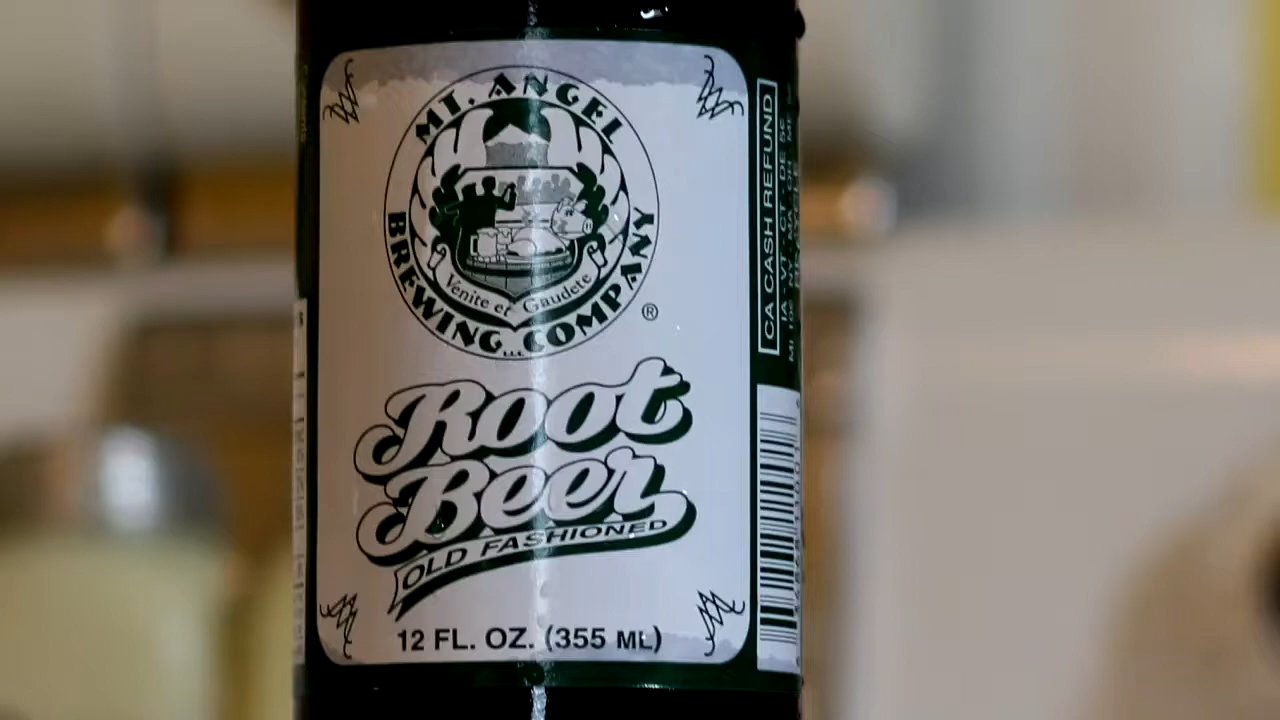 MT. ANGEL
BREWING LLC COMPANY
Venite et Gaudete
®
Root
Beer
OLD FASHIONED
12 FL. OZ. (355 ML)
CA CASH REFUND